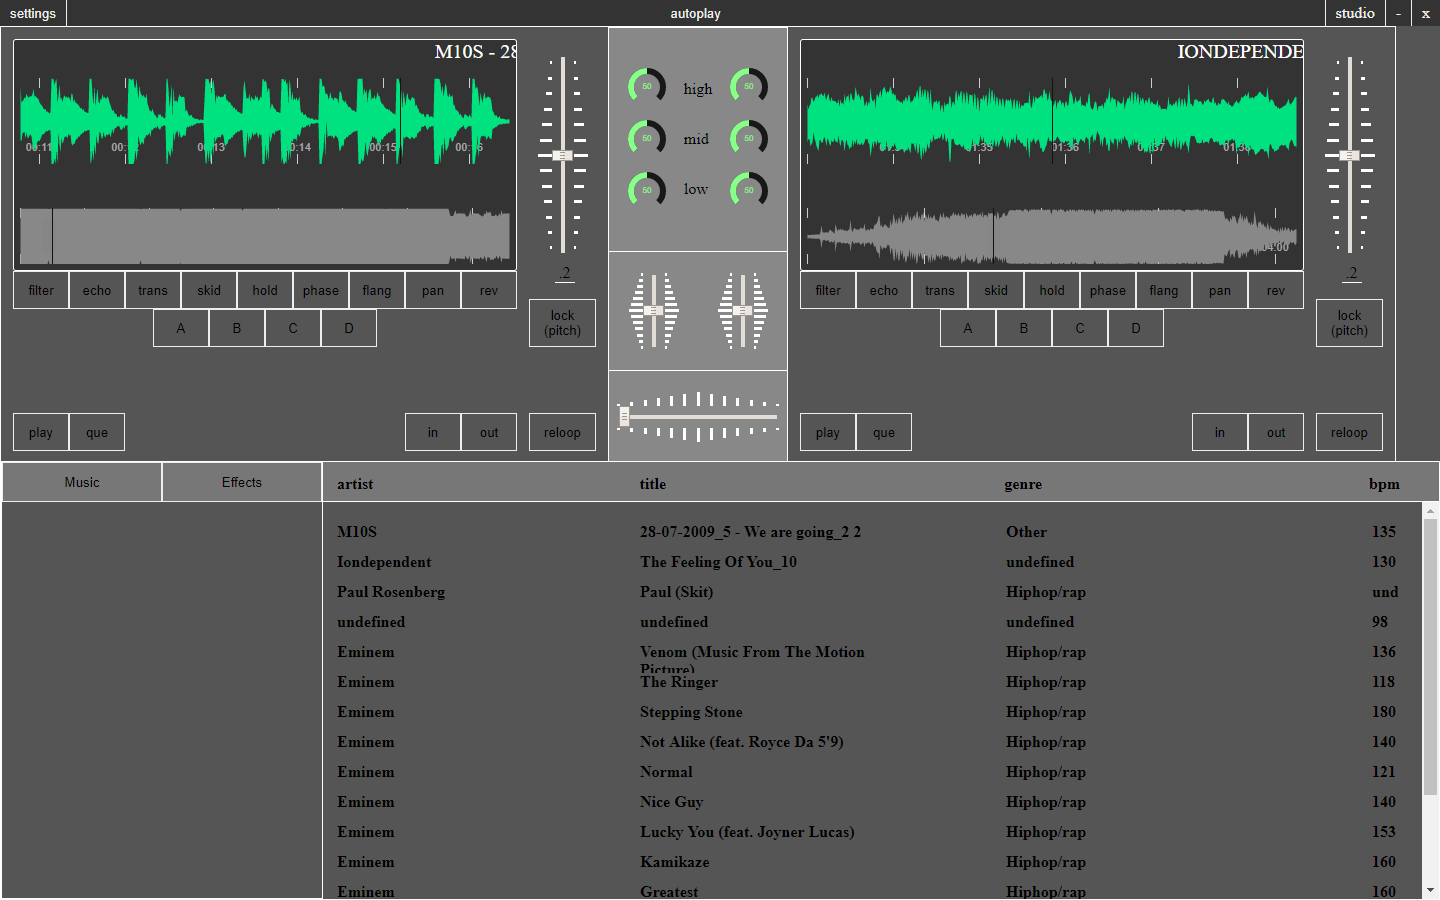 settings autoplay studio - x
M10S - 28
IONDEPENDE
50 high 50
50 mid 50
50 low 50
00:11 00:12 00:13 00:14 00:15 00:16
01:35 01:36 01:37 01:38
04:00
.2
.2
filter echo trans skid hold phase flang pan rev
filter echo trans skid hold phase flang pan rev
A B C D
A B C D
lock
(pitch)
lock
(pitch)
play que in out reloop
play que in out reloop
Music Effects
artist title genre bpm
M10S 28-07-2009_5 - We are going_2 2 Other 135
Iondependent The Feeling Of You_10 undefined 130
Paul Rosenberg Paul (Skit) Hiphop/rap und
undefined undefined undefined 98
Eminem Venom (Music From The Motion Hiphop/rap 136
Picture)
Eminem The Ringer Hiphop/rap 118
Eminem Stepping Stone Hiphop/rap 180
Eminem Not Alike (feat. Royce Da 5'9) Hiphop/rap 140
Eminem Normal Hiphop/rap 121
Eminem Nice Guy Hiphop/rap 140
Eminem Lucky You (feat. Joyner Lucas) Hiphop/rap 153
Eminem Kamikaze Hiphop/rap 160
Eminem Greatest Hiphop/rap 160